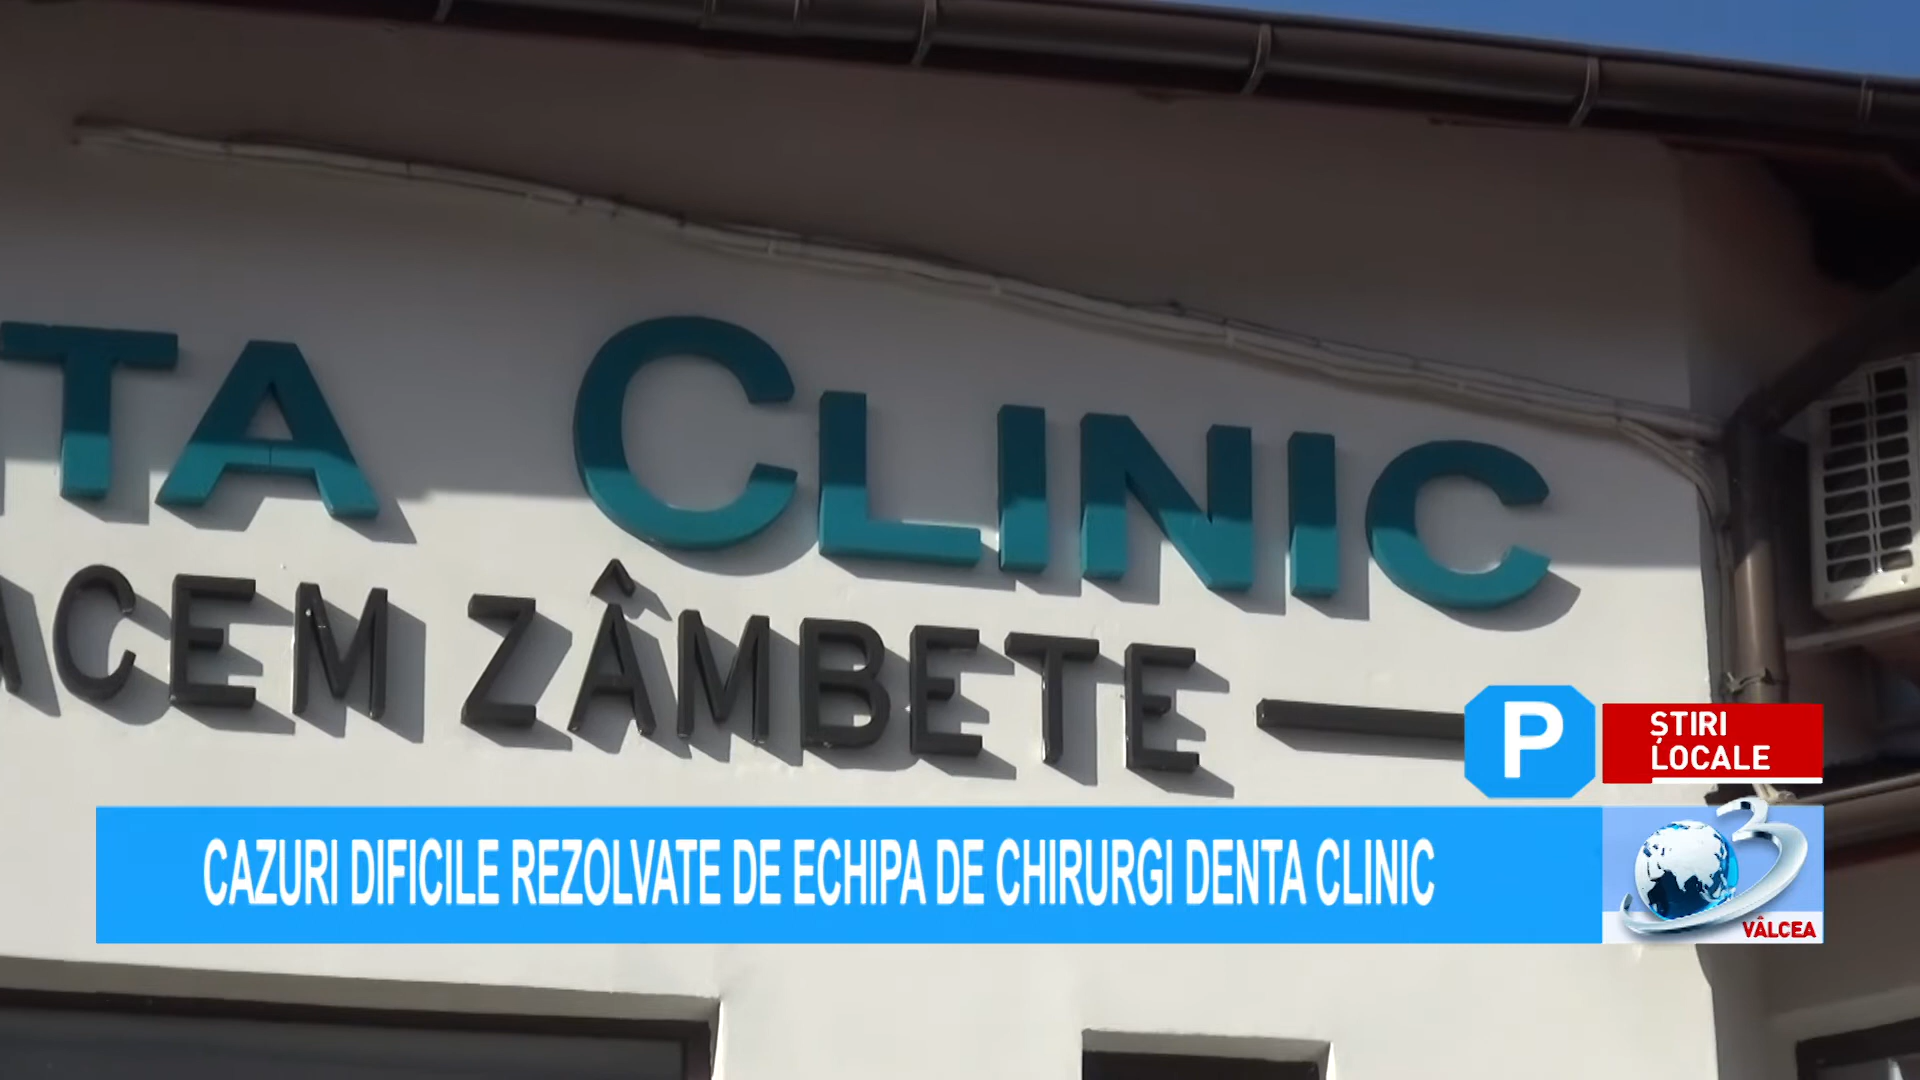 TA CLINIC
ACEM ZÂMBETE —
P
ȘTIRI
LOCALE
CAZURI DIFICILE REZOLVATE DE ECHIPA DE CHIRURGI DENTA CLINIC
3
VÂLCEA